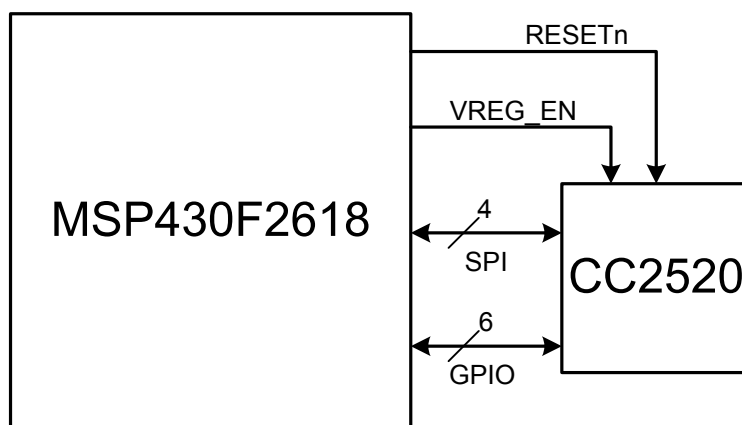 RESETn
VREG_EN
MSP430F2618
4
SPI
CC2520
6
GPIO